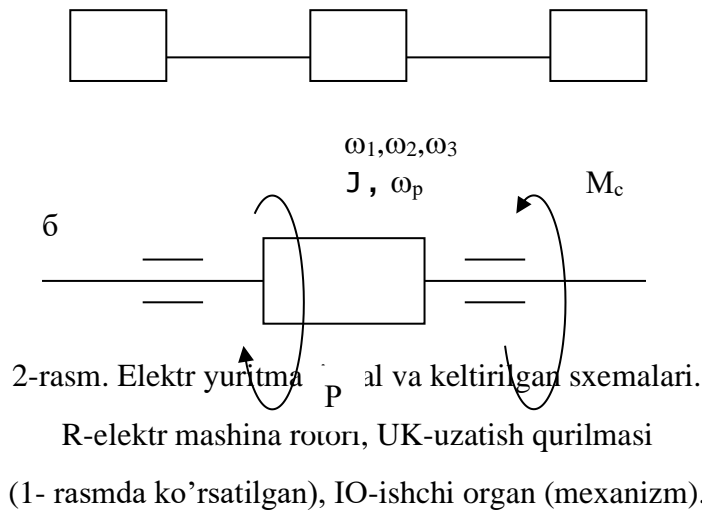 ω₁,ω₂,ω₃
J, ωₚ
M꜀
б
2-rasm. Elektr yuritma al va keltirilgan sxemalari.
P
R-elektr mashina rotori, UK-uzatish qurilmasi
(1- rasmda ko’rsatilgan), IO-ishchi organ (mexanizm).